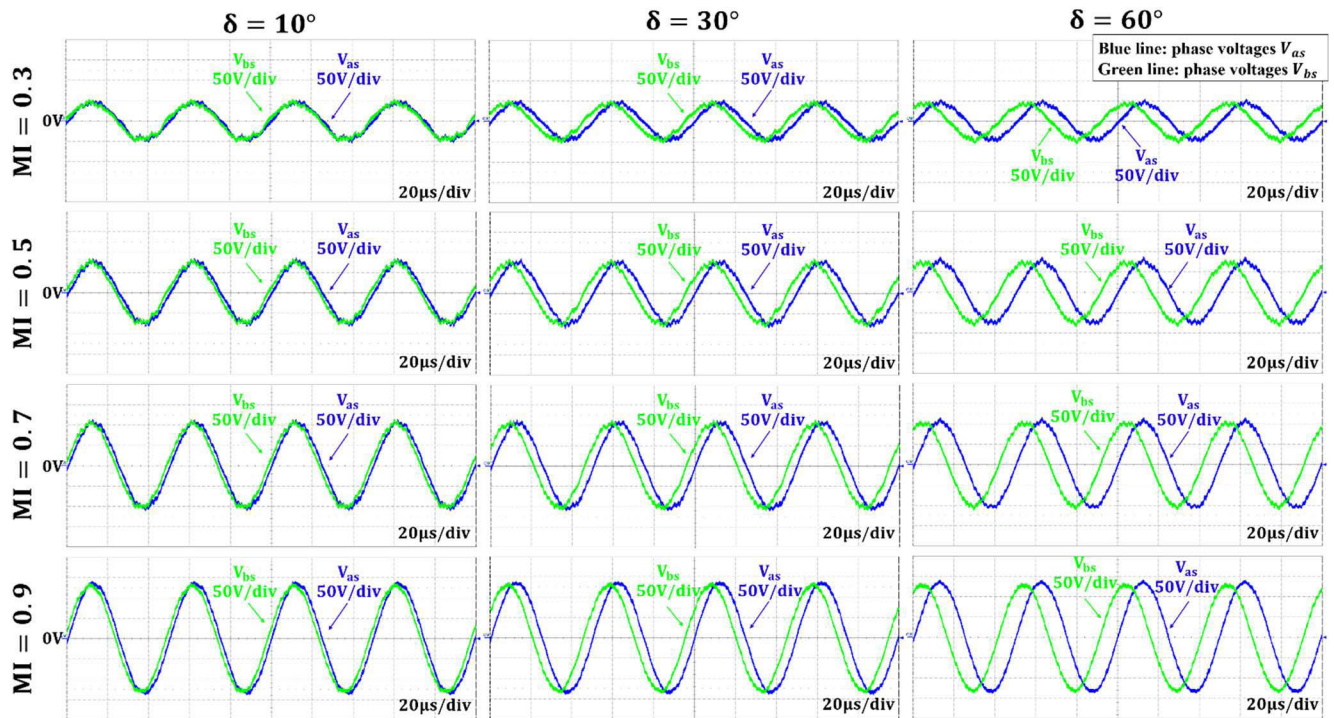 δ = 10°
δ = 30°
δ = 60°
Blue line: phase voltages Vas
Green line: phase voltages Vbs
MI = 0.3
0V
Vbs
50V/div
Vas
50V/div
20μs/div
Vbs
50V/div
Vas
50V/div
20μs/div
Vbs
50V/div
Vas
50V/div
20μs/div
MI = 0.5
0V
Vbs
50V/div
Vas
50V/div
20μs/div
Vbs
50V/div
Vas
50V/div
20μs/div
Vbs
50V/div
Vas
50V/div
20μs/div
MI = 0.7
0V
Vbs
50V/div
Vas
50V/div
20μs/div
Vbs
50V/div
Vas
50V/div
20μs/div
Vbs
50V/div
Vas
50V/div
20μs/div
MI = 0.9
0V
Vbs
50V/div
Vas
50V/div
20μs/div
Vbs
50V/div
Vas
50V/div
20μs/div
Vbs
50V/div
Vas
50V/div
20μs/div